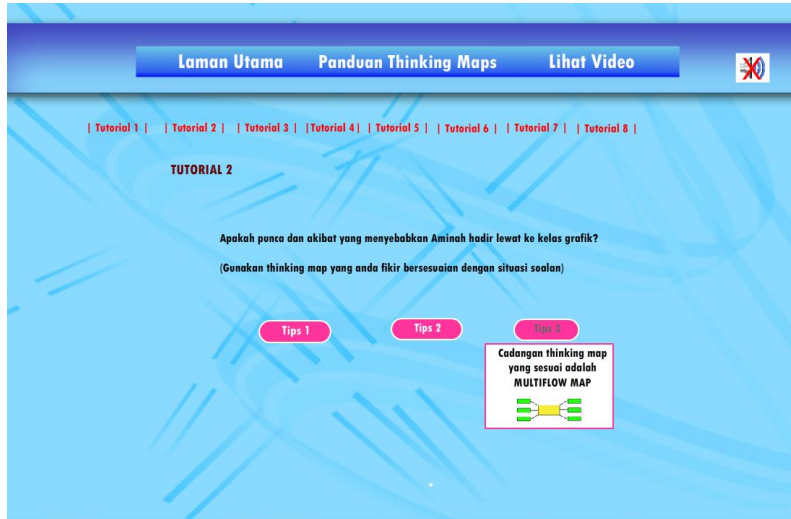 Laman Utama Panduan Thinking Maps Lihat Video
| Tutorial 1 | | Tutorial 2 | | Tutorial 3 | |Tutorial 4| | Tutorial 5 | | Tutorial 6 | | Tutorial 7 | | Tutorial 8 |
TUTORIAL 2
Apakah punca dan akibat yang menyebabkan Aminah hadir lewat ke kelas grafik?
(Gunakan thinking map yang anda fikir bersesuaian dengan situasi soalan)
Tips 1 Tips 2 Tips 3
Cadangan thinking map
yang sesuai adalah
MULTIFLOW MAP